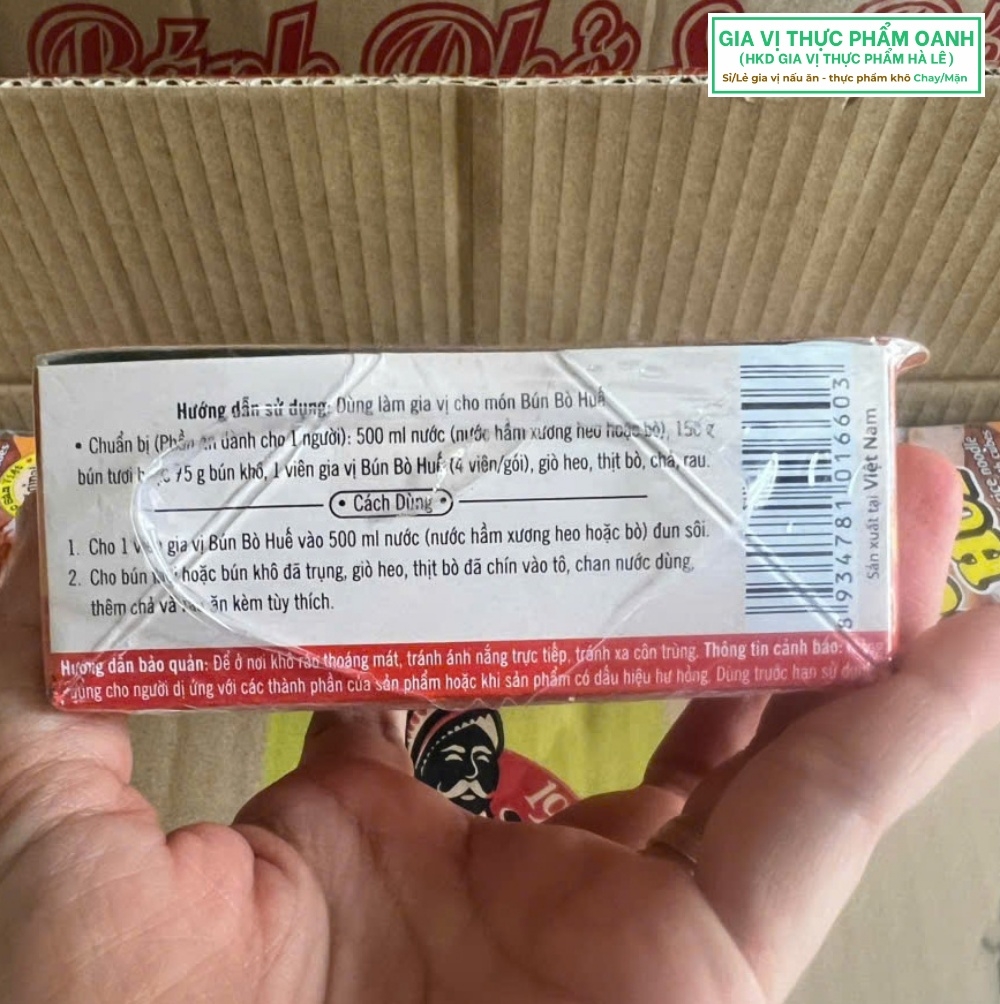 Bánh Phở
GIA VỊ THỰC PHẨM OANH
(HKD GIA VỊ THỰC PHẨM HÀ LÊ)
Sỉ/Lẻ gia vị nấu ăn - thực phẩm khô Chay/Mặn
Hướng dẫn sử dụng: Dùng làm gia vị cho món Bún Bò Huế
• Chuẩn bị (Phần ăn dành cho 1 người): 500 ml nước (nước hầm xương heo hoặc bò), 150 g
bún tươi 75 g bún khô, 1 viên gia vị Bún Bò Huế (4 viên/gói), giò heo, thịt bò, chả, rau.
• Cách Dùng •
1. Cho 1 gia vị Bún Bò Huế vào 500 ml nước (nước hầm xương heo hoặc bò) đun sôi.
2. Cho bún hoặc bún khô đã trụng, giò heo, thịt bò đã chín vào tô, chan nước dùng,
thêm chả và ăn kèm tùy thích.
Hướng dẫn bảo quản: Để ở nơi khô ráo thoáng mát, tránh ánh nắng trực tiếp, tránh xa côn trùng. Thông tin cảnh báo:
dùng cho người dị ứng với các thành phần của sản phẩm hoặc khi sản phẩm có dấu hiệu hư hỏng. Dùng trước hạn sử
8 934781 016603
Sản xuất tại Việt Nam